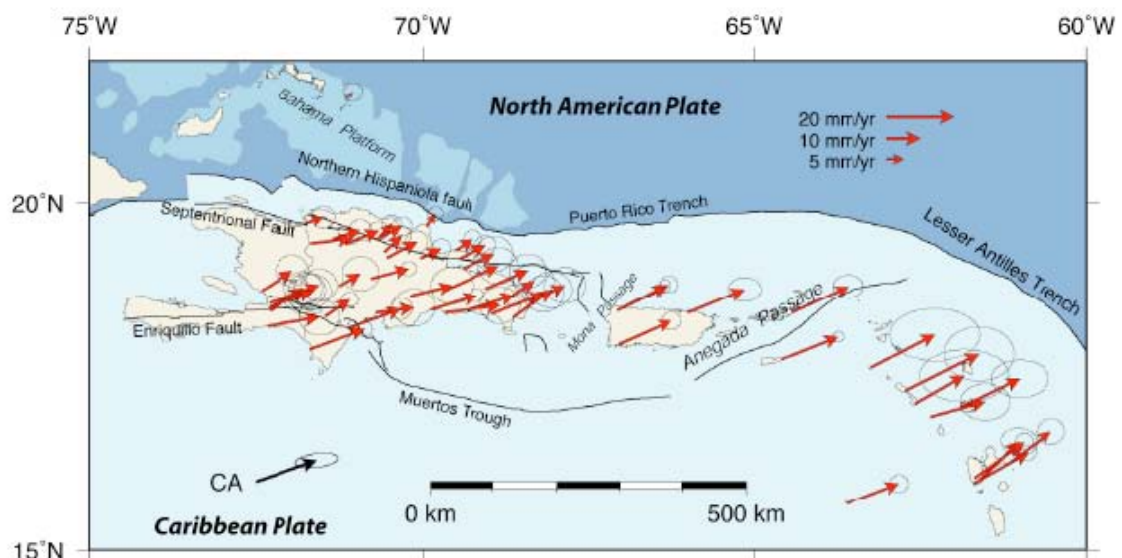 75°W 70°W 65°W 60°W
North American Plate
20 mm/yr
10 mm/yr
5 mm/yr
Bahama Platform
Northern Hispaniola fault
20°N
Septentrional Fault
Puerto Rico Trench
Lesser Antilles Trench
Mona Passage
Enriquillo Fault
Anegada Passage
Muertos Trough
CA
0 km 500 km
Caribbean Plate
15°N